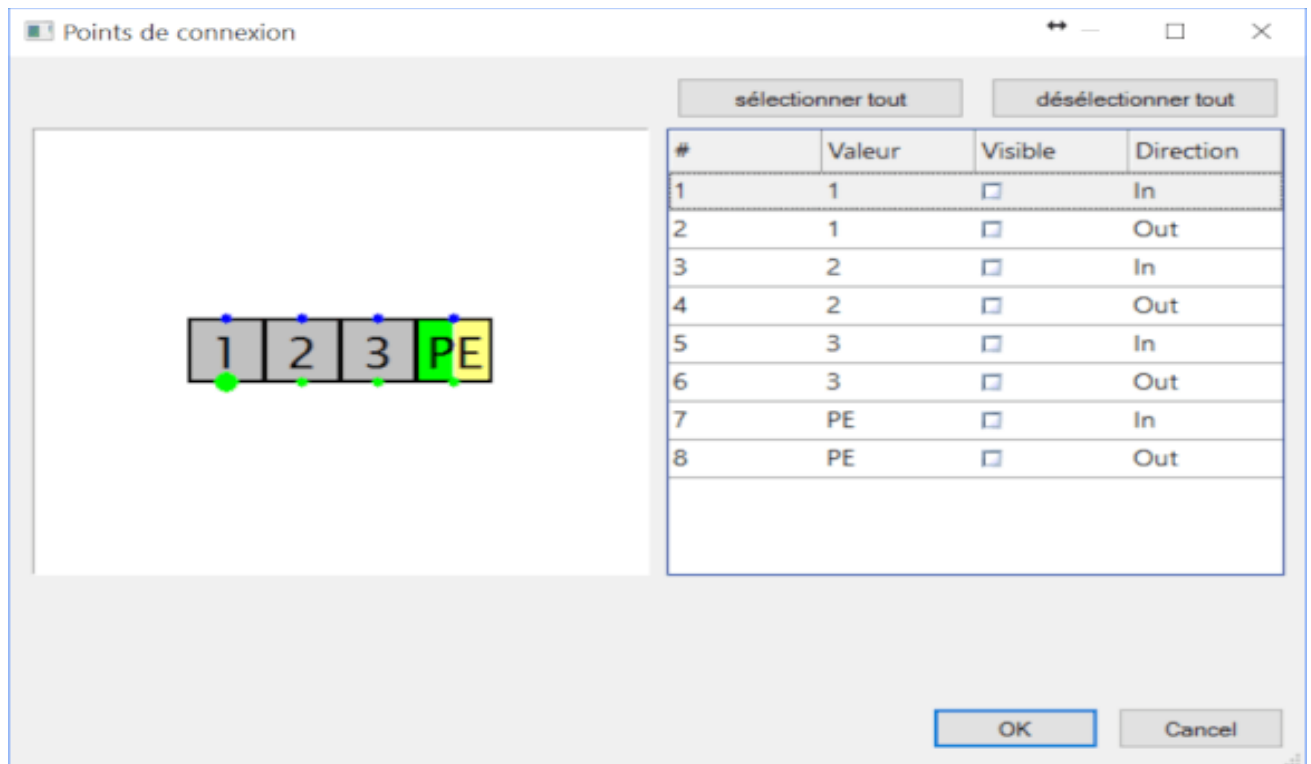 Points de connexion
sélectionner tout désélectionner tout
# Valeur Visible Direction
1 1 In
2 1 Out
3 2 In
4 2 Out
5 3 In
6 3 Out
7 PE In
8 PE Out
1 2 3 PE
OK Cancel